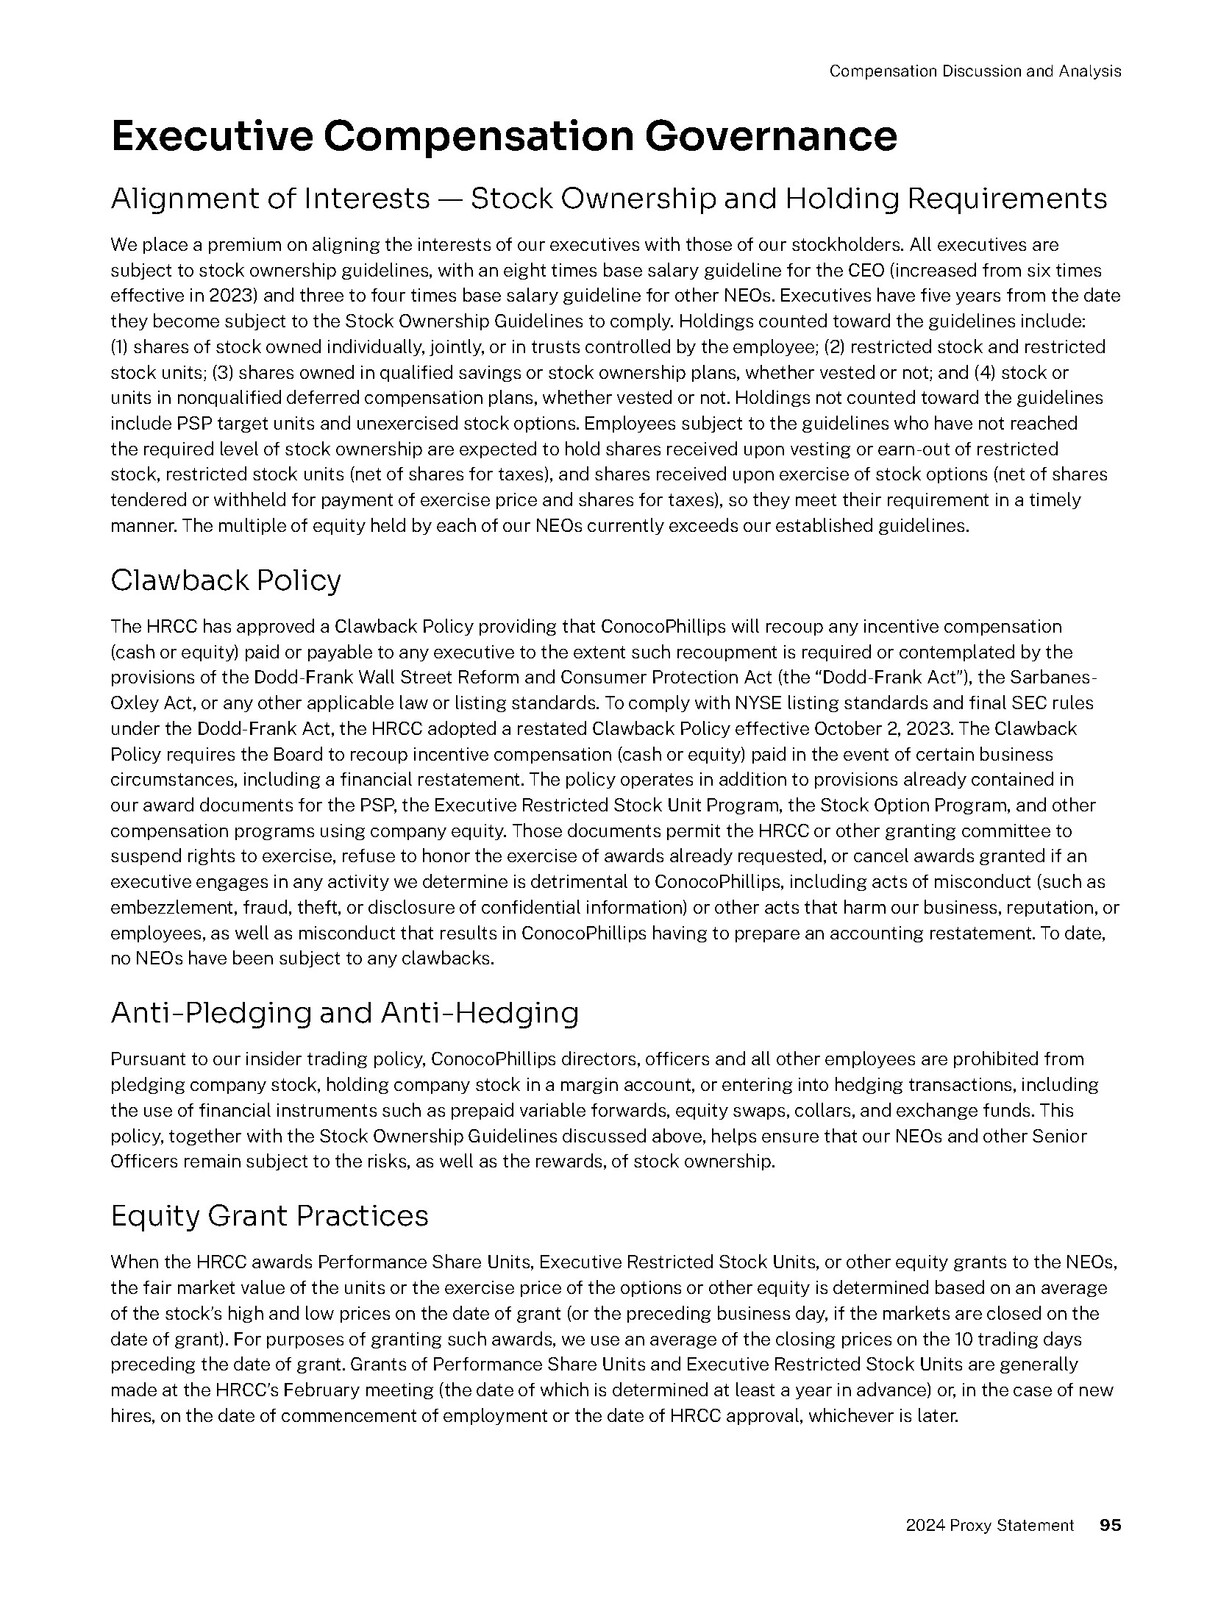 Compensation Discussion and Analysis
Executive Compensation Governance
Alignment of Interests — Stock Ownership and Holding Requirements
We place a premium on aligning the interests of our executives with those of our stockholders. All executives are
subject to stock ownership guidelines, with an eight times base salary guideline for the CEO (increased from six times
effective in 2023) and three to four times base salary guideline for other NEOs. Executives have five years from the date
they become subject to the Stock Ownership Guidelines to comply. Holdings counted toward the guidelines include:
(1) shares of stock owned individually, jointly, or in trusts controlled by the employee; (2) restricted stock and restricted
stock units; (3) shares owned in qualified savings or stock ownership plans, whether vested or not; and (4) stock or
units in nonqualified deferred compensation plans, whether vested or not. Holdings not counted toward the guidelines
include PSP target units and unexercised stock options. Employees subject to the guidelines who have not reached
the required level of stock ownership are expected to hold shares received upon vesting or earn-out of restricted
stock, restricted stock units (net of shares for taxes), and shares received upon exercise of stock options (net of shares
tendered or withheld for payment of exercise price and shares for taxes), so they meet their requirement in a timely
manner. The multiple of equity held by each of our NEOs currently exceeds our established guidelines.
Clawback Policy
The HRCC has approved a Clawback Policy providing that ConocoPhillips will recoup any incentive compensation
(cash or equity) paid or payable to any executive to the extent such recoupment is required or contemplated by the
provisions of the Dodd-Frank Wall Street Reform and Consumer Protection Act (the “Dodd-Frank Act”), the Sarbanes-
Oxley Act, or any other applicable law or listing standards. To comply with NYSE listing standards and final SEC rules
under the Dodd-Frank Act, the HRCC adopted a restated Clawback Policy effective October 2, 2023. The Clawback
Policy requires the Board to recoup incentive compensation (cash or equity) paid in the event of certain business
circumstances, including a financial restatement. The policy operates in addition to provisions already contained in
our award documents for the PSP, the Executive Restricted Stock Unit Program, the Stock Option Program, and other
compensation programs using company equity. Those documents permit the HRCC or other granting committee to
suspend rights to exercise, refuse to honor the exercise of awards already requested, or cancel awards granted if an
executive engages in any activity we determine is detrimental to ConocoPhillips, including acts of misconduct (such as
embezzlement, fraud, theft, or disclosure of confidential information) or other acts that harm our business, reputation, or
employees, as well as misconduct that results in ConocoPhillips having to prepare an accounting restatement. To date,
no NEOs have been subject to any clawbacks.
Anti-Pledging and Anti-Hedging
Pursuant to our insider trading policy, ConocoPhillips directors, officers and all other employees are prohibited from
pledging company stock, holding company stock in a margin account, or entering into hedging transactions, including
the use of financial instruments such as prepaid variable forwards, equity swaps, collars, and exchange funds. This
policy, together with the Stock Ownership Guidelines discussed above, helps ensure that our NEOs and other Senior
Officers remain subject to the risks, as well as the rewards, of stock ownership.
Equity Grant Practices
When the HRCC awards Performance Share Units, Executive Restricted Stock Units, or other equity grants to the NEOs,
the fair market value of the units or the exercise price of the options or other equity is determined based on an average
of the stock’s high and low prices on the date of grant (or the preceding business day, if the markets are closed on the
date of grant). For purposes of granting such awards, we use an average of the closing prices on the 10 trading days
preceding the date of grant. Grants of Performance Share Units and Executive Restricted Stock Units are generally
made at the HRCC’s February meeting (the date of which is determined at least a year in advance) or, in the case of new
hires, on the date of commencement of employment or the date of HRCC approval, whichever is later.
2024 Proxy Statement 95